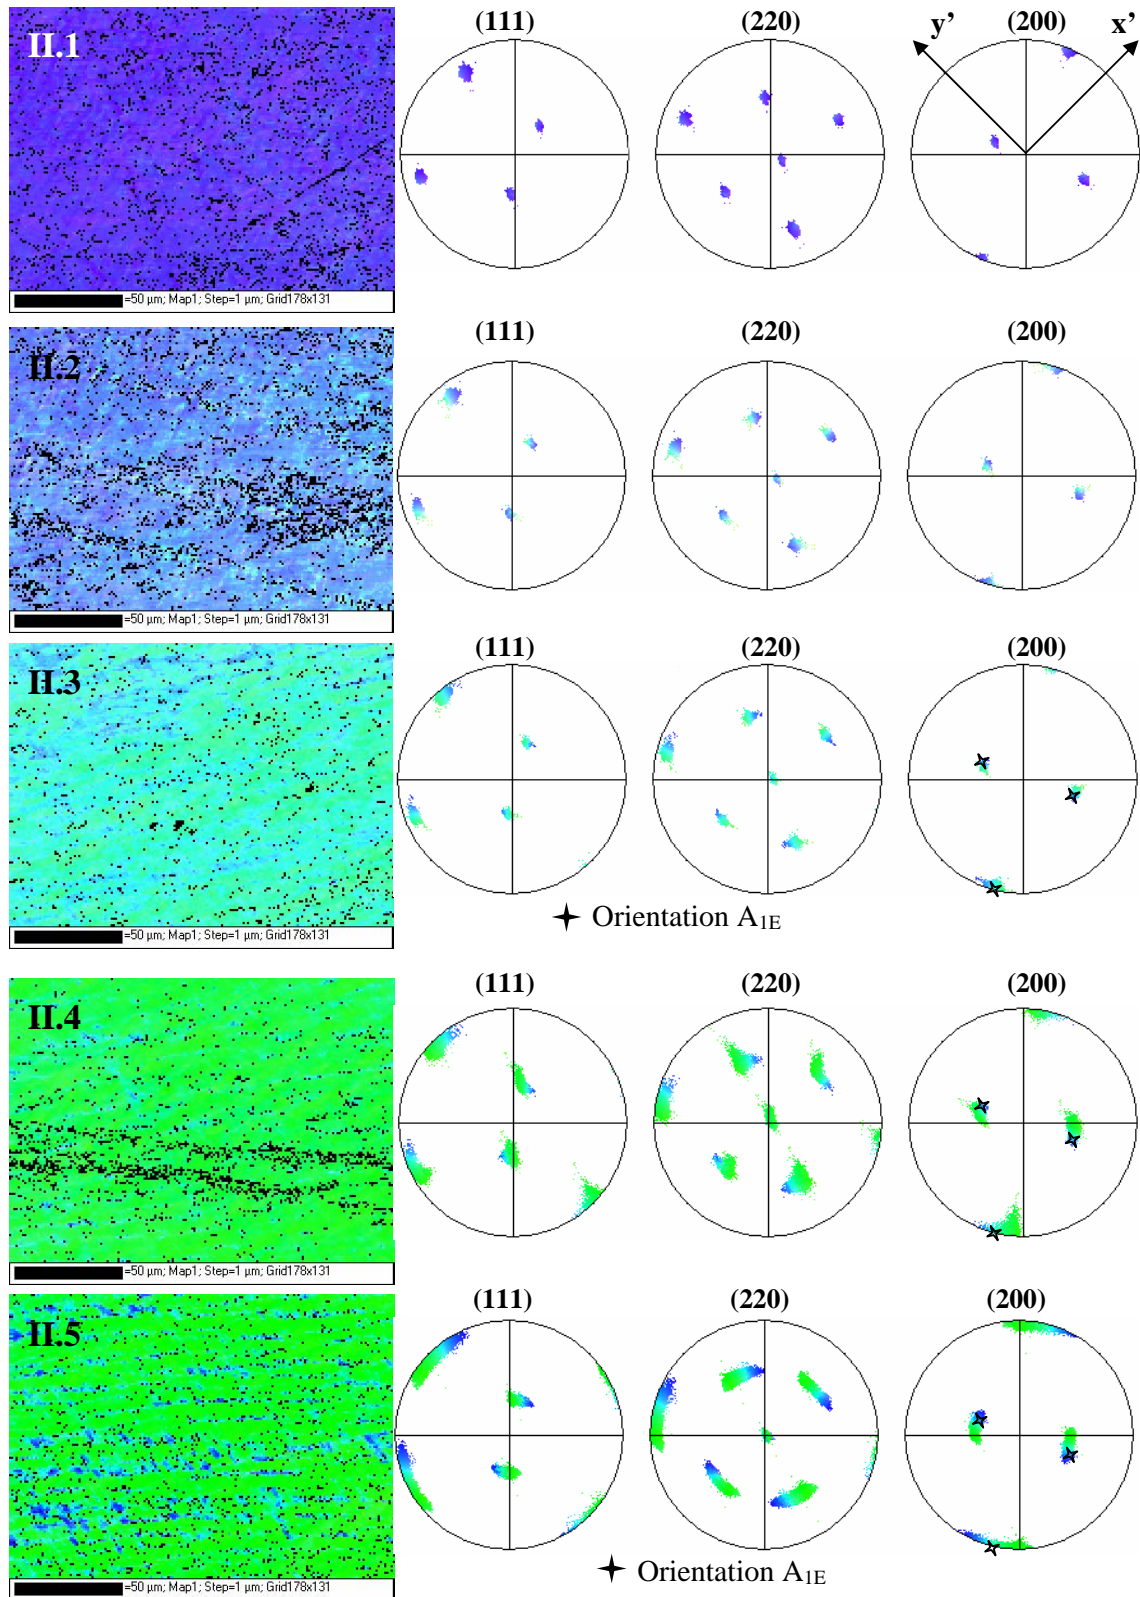 II.1
(111)
(220)
(200)
y’
x’
=50 µm; Map1; Step=1 µm; Grid178x131
II.2
(111)
(220)
(200)
=50 µm; Map1; Step=1 µm; Grid178x131
II.3
(111)
(220)
(200)
Orientation A1E
=50 µm; Map1; Step=1 µm; Grid178x131
II.4
(111)
(220)
(200)
=50 µm; Map1; Step=1 µm; Grid178x131
II.5
(111)
(220)
(200)
Orientation A1E
=50 µm; Map1; Step=1 µm; Grid178x131